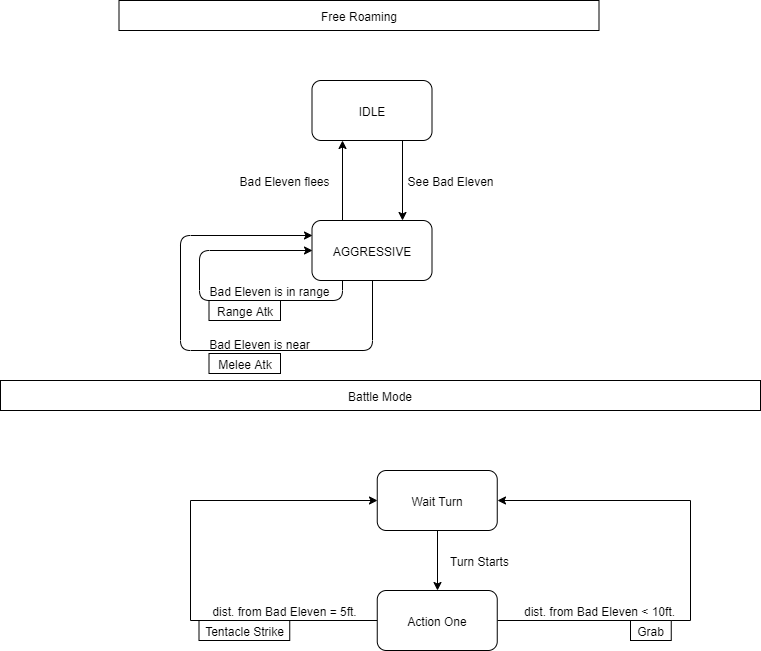 Free Roaming
IDLE
Bad Eleven flees
See Bad Eleven
AGGRESSIVE
Bad Eleven is in range
Range Atk
Bad Eleven is near
Melee Atk
Battle Mode
Wait Turn
Turn Starts
dist. from Bad Eleven = 5ft.
dist. from Bad Eleven < 10ft.
Action One
Tentacle Strike
Grab